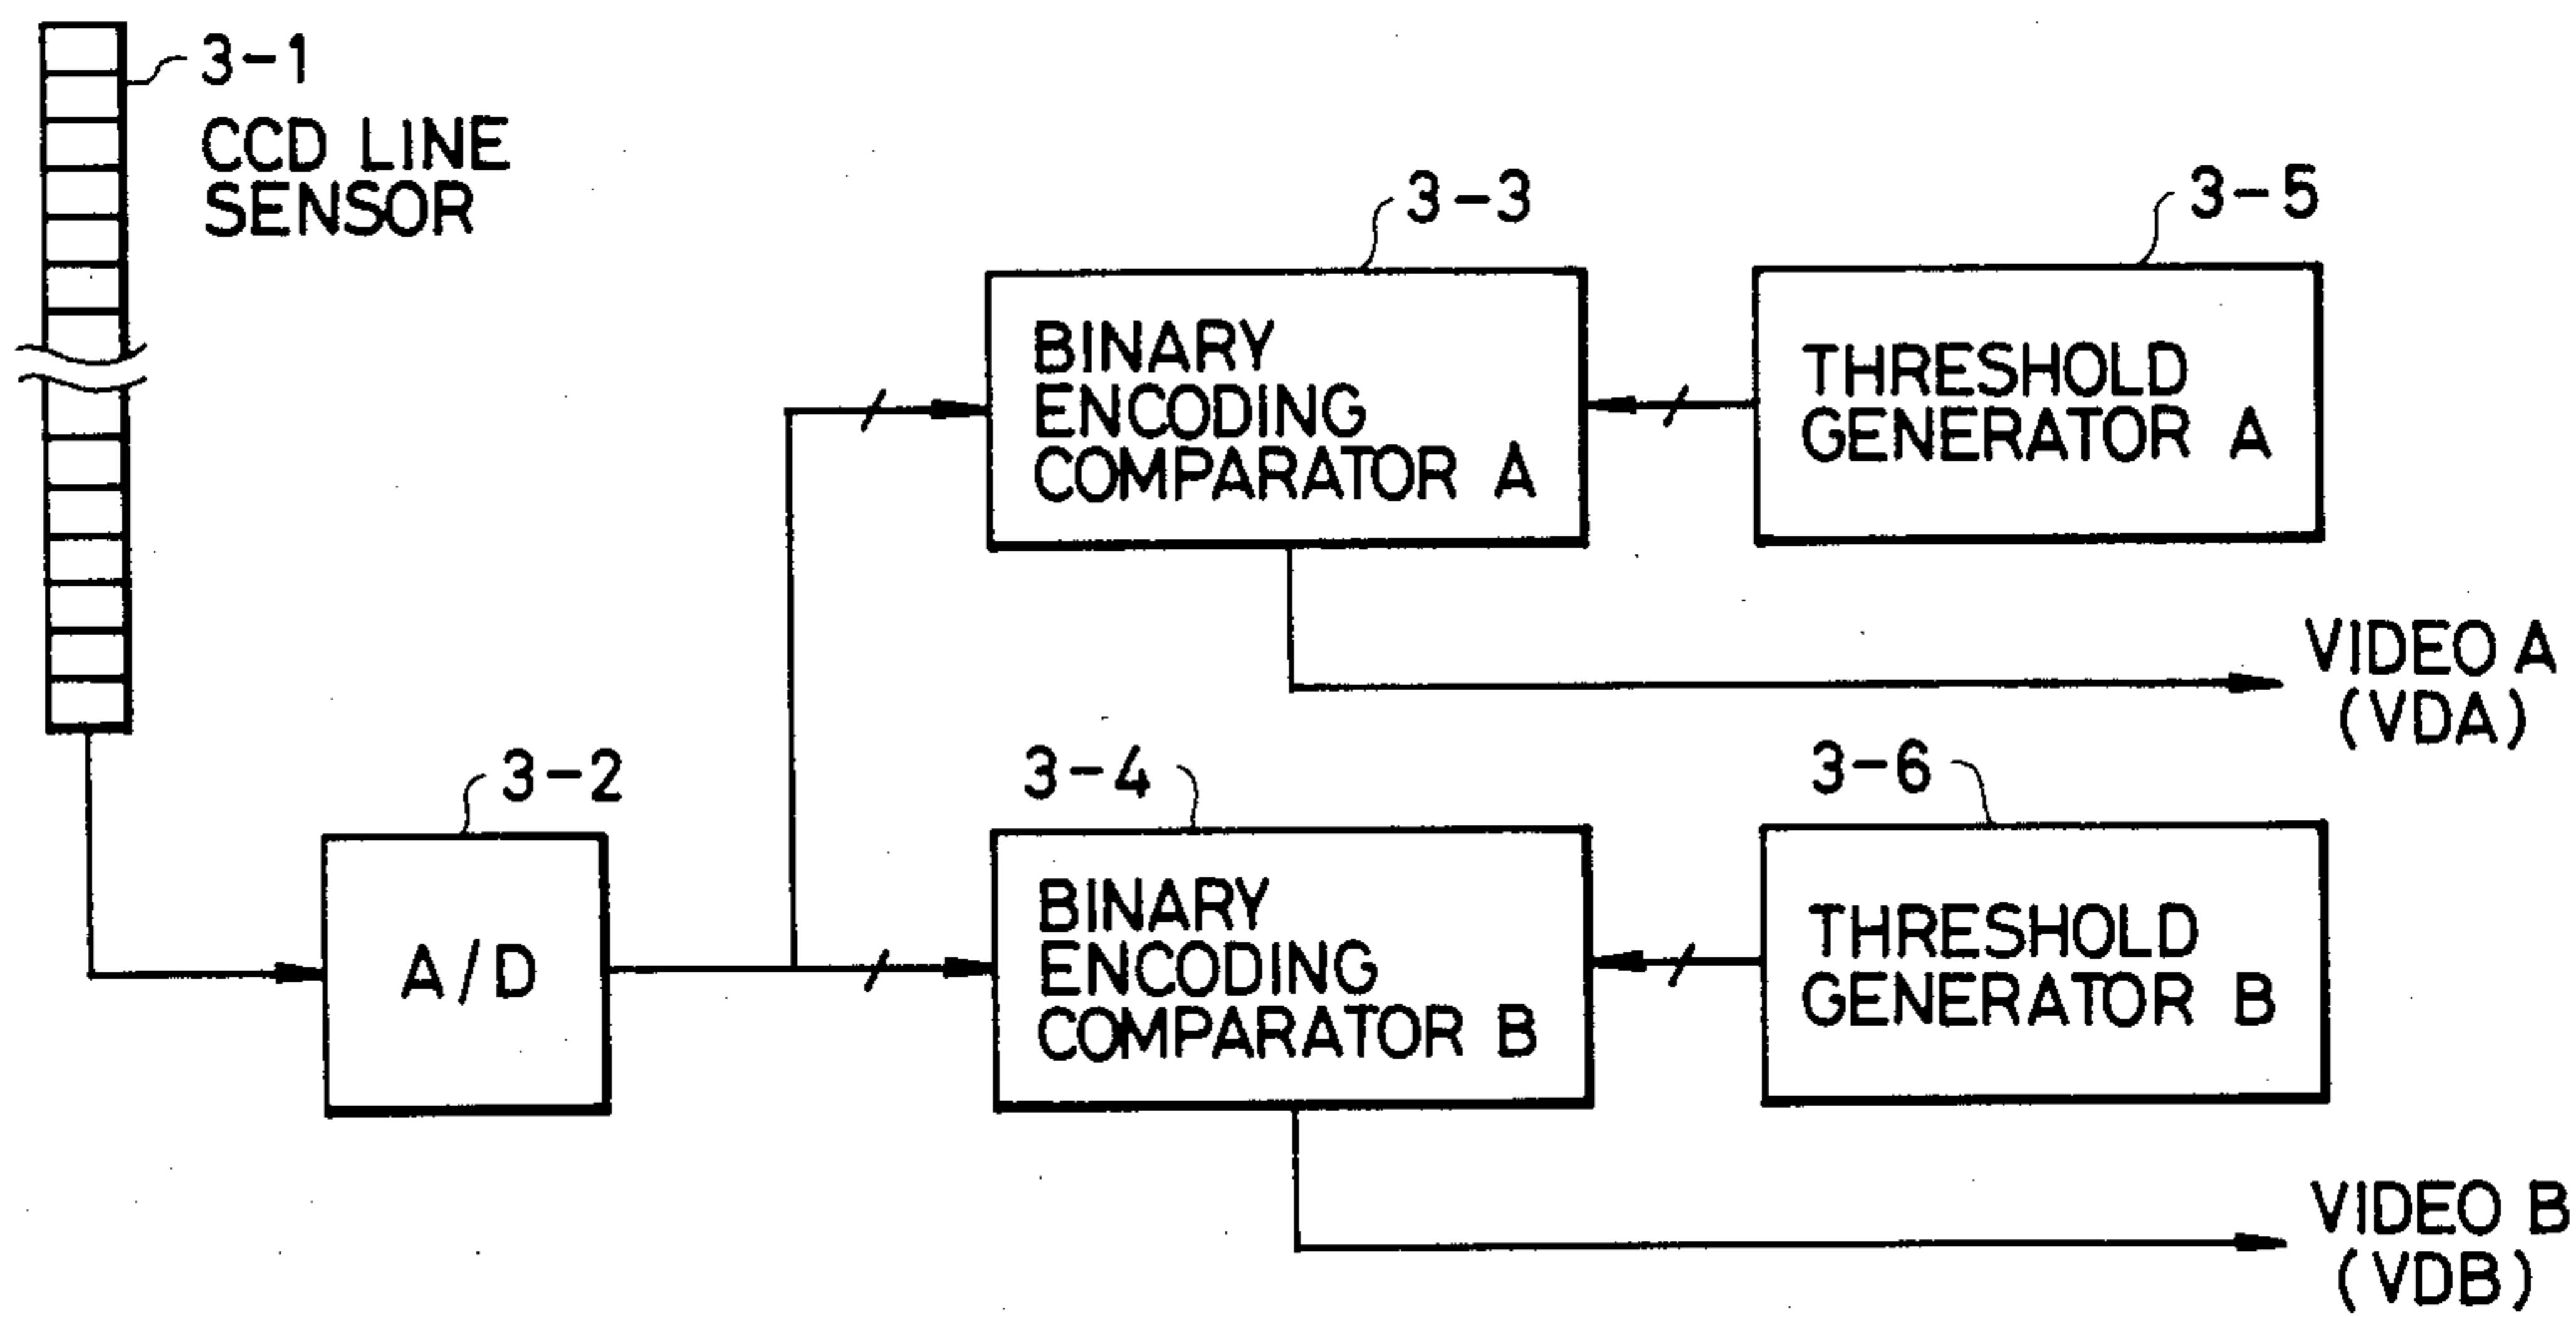 3-1
CCD LINE
SENSOR
3-3
BINARY
ENCODING
COMPARATOR A
3-5
THRESHOLD
GENERATOR A
VIDEO A
(VDA)
3-2
A/D
3-4
BINARY
ENCODING
COMPARATOR B
3-6
THRESHOLD
GENERATOR B
VIDEO B
(VDB)